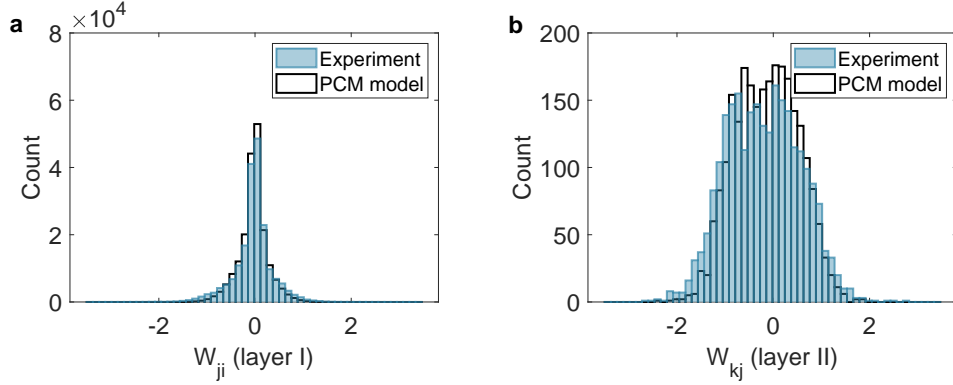 a
×10⁴
8
6
4
2
0
Count
-2
0
2
W_ji (layer I)
Experiment
PCM model
b
200
150
100
50
0
Count
-2
0
2
W_kj (layer II)
Experiment
PCM model